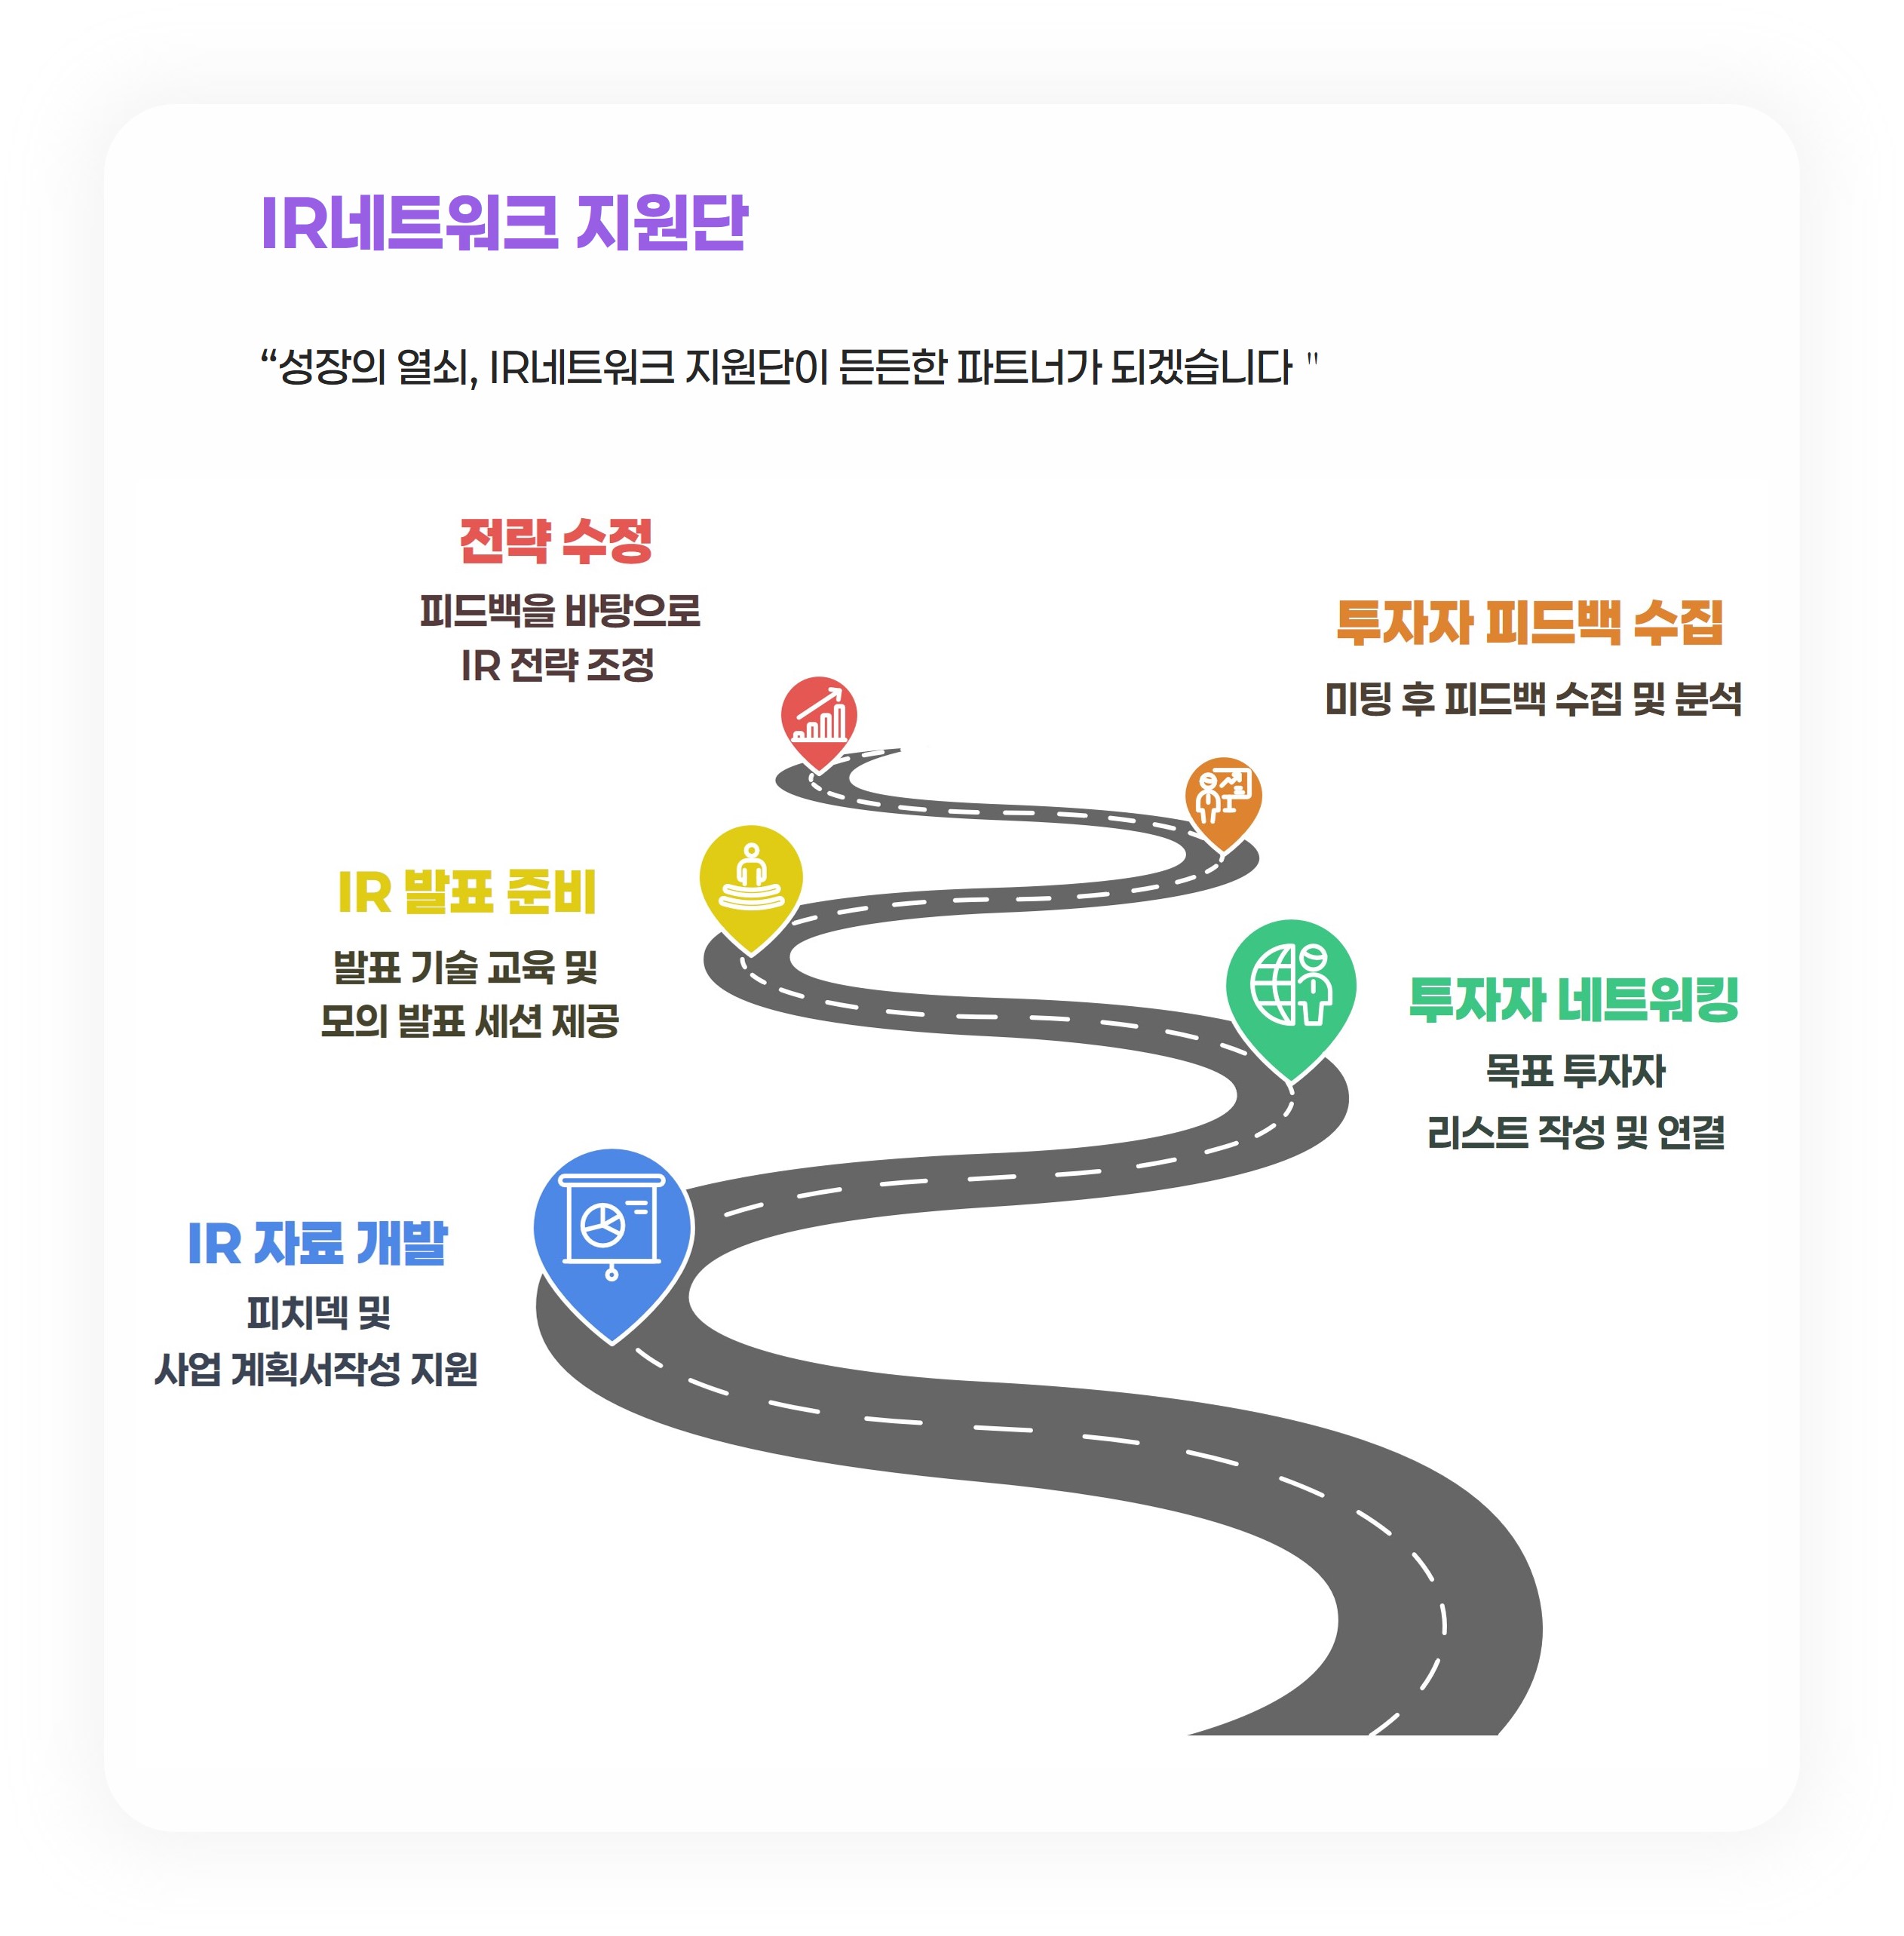 IR네트워크 지원단
“성장의 열쇠, IR네트워크 지원단이 든든한 파트너가 되겠습니다 "
전략 수정
피드백을 바탕으로
IR 전략 조정
투자자 피드백 수집
미팅 후 피드백 수집 및 분석
IR 발표 준비
발표 기술 교육 및
모의 발표 세션 제공
투자자 네트워킹
목표 투자자
리스트 작성 및 연결
IR 자료 개발
피치덱 및
사업 계획서작성 지원